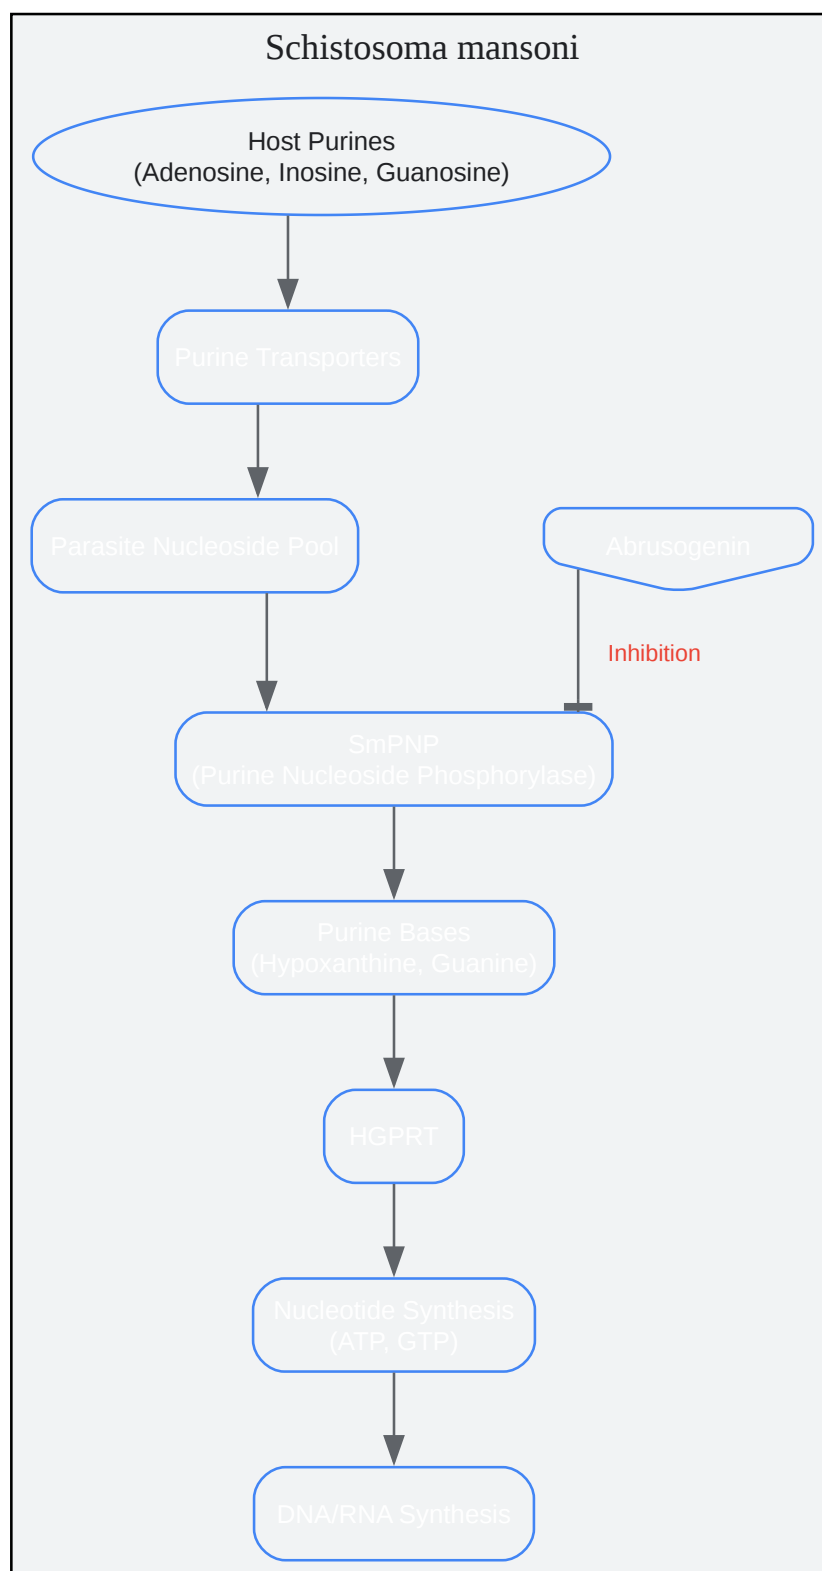 Schistosoma mansoni
Host Purines
(Adenosine, Inosine, Guanosine)
Purine Transporters
Parasite Nucleoside Pool
Abrusogenin
Inhibition
SmPNP
(Purine Nucleoside Phosphorylase)
Purine Bases
(Hypoxanthine, Guanine)
HGPRT
Nucleotide Synthesis
(ATP, GTP)
DNA/RNA Synthesis